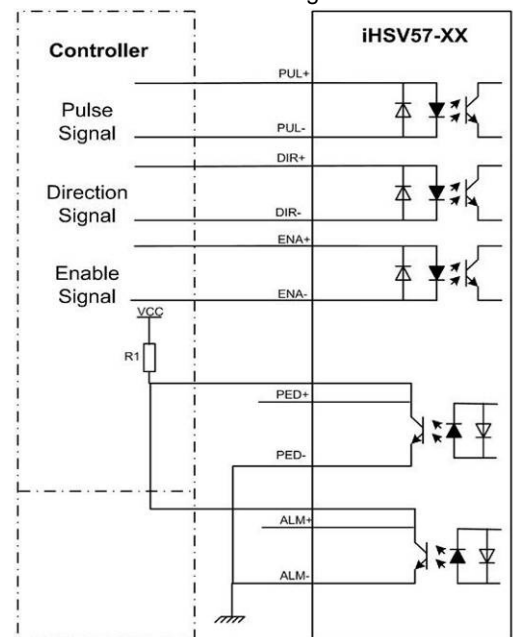 iHSV57-XX
Controller
PUL+
Pulse
Signal
PUL-
DIR+
Direction
Signal
DIR-
ENA+
Enable
Signal
ENA-
VCC
R1
PED+
PED-
ALM+
ALM-